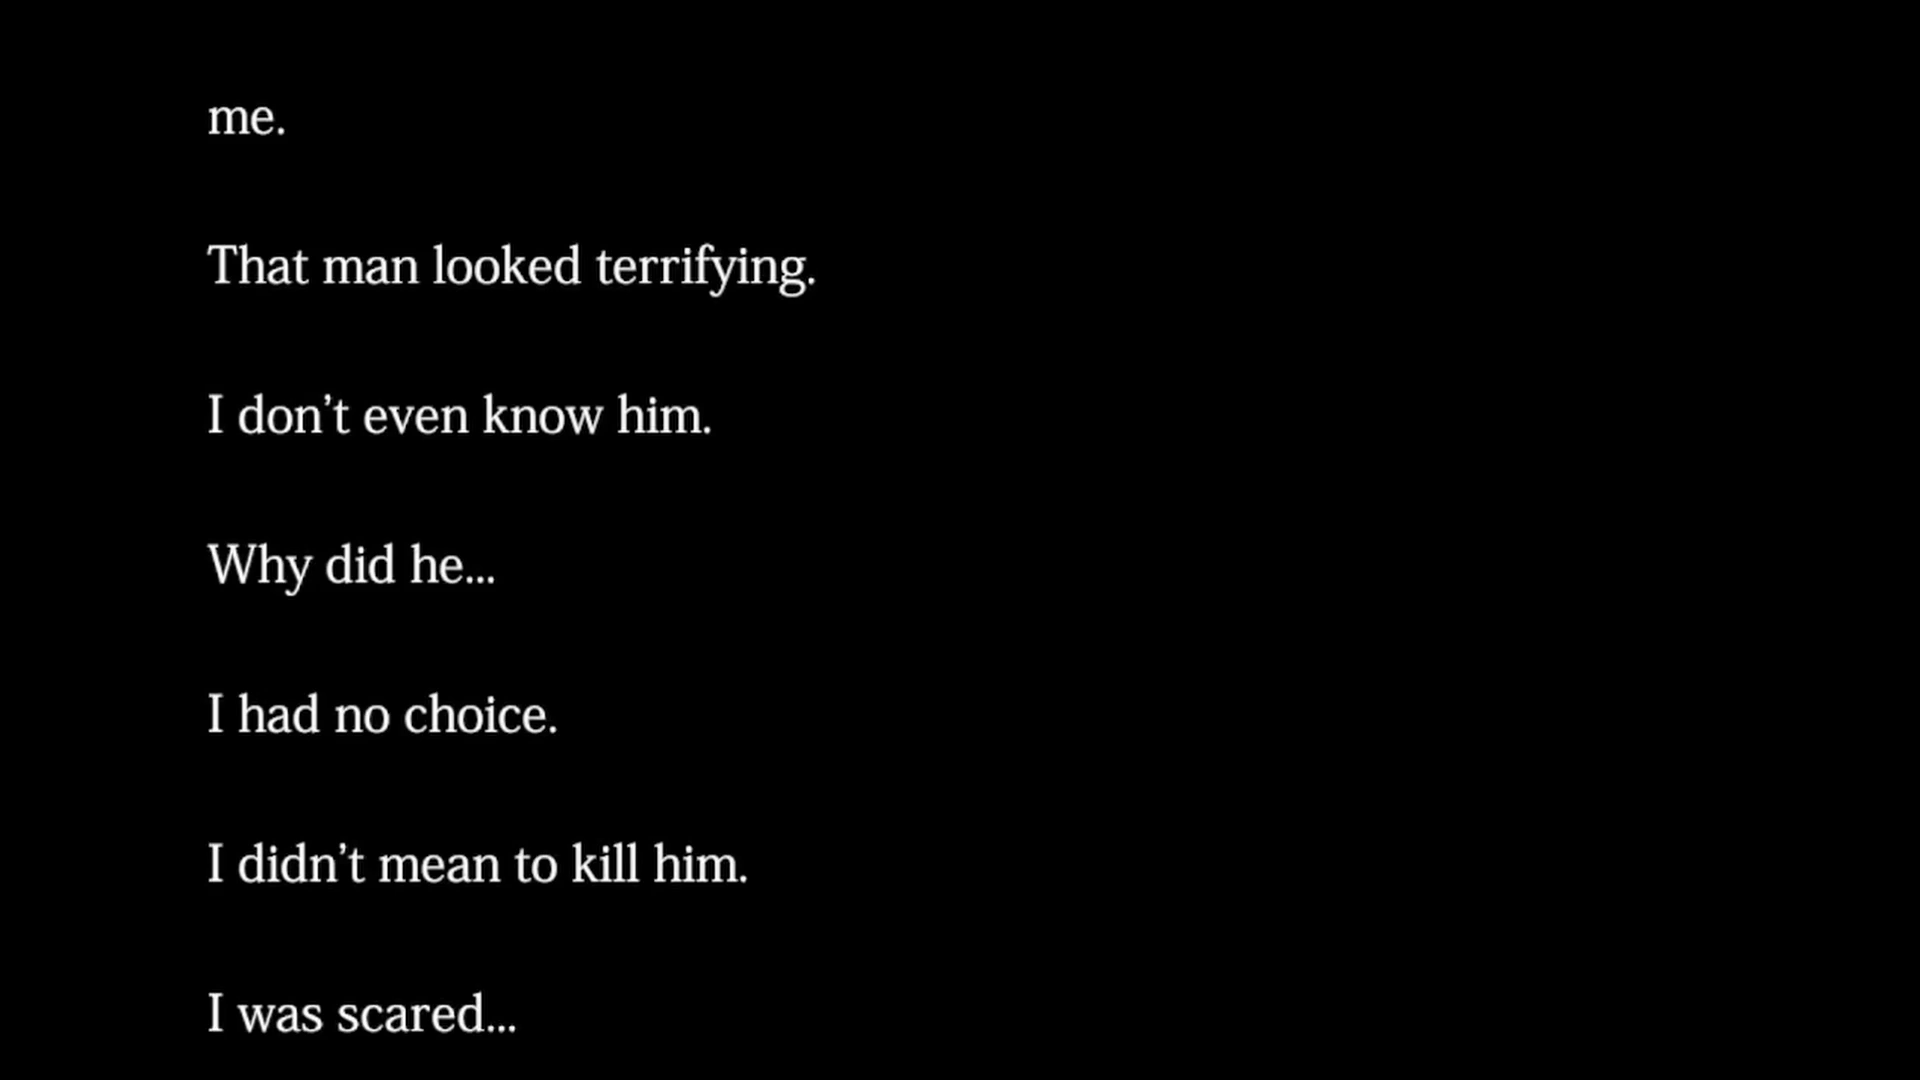 me.
That man looked terrifying.
I don’t even know him.
Why did he...
I had no choice.
I didn’t mean to kill him.
I was scared...